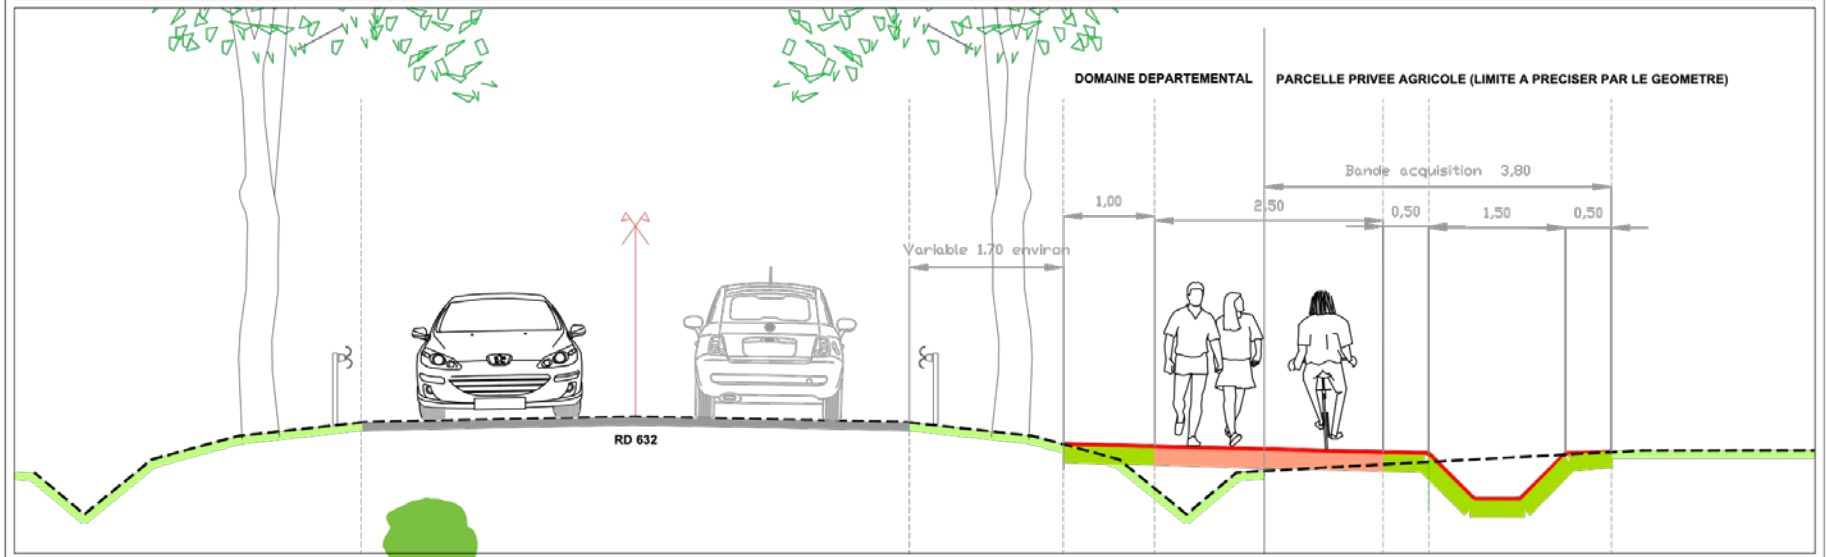 DOMAINE DEPARTEMENTAL
PARCELLE PRIVEE AGRICOLE (LIMITE A PRECISER PAR LE GEOMETRE)
Bande acquisition 3,80
1,00
2,50
0,50
1,50
0,50
Variable 1.70 environ
RD 632